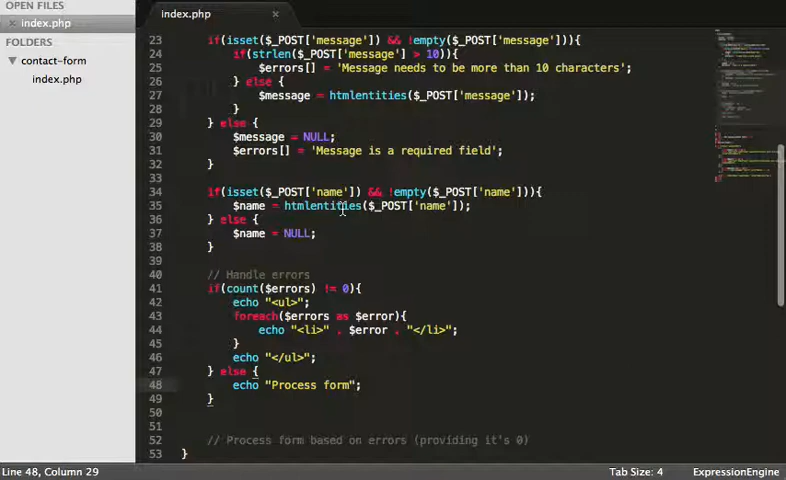 OPEN FILES
index.php
FOLDERS
contact-form
index.php
index.php
23 if(isset($_POST['message']) && !empty($_POST['message'])){
24 if(strlen($_POST['message'] > 10)){
25 $errors[] = 'Message needs to be more than 10 characters';
26 } else {
27 $message = htmlentities($_POST['message']);
28 }
29 } else {
30 $message = NULL;
31 $errors[] = 'Message is a required field';
32 }
33
34 if(isset($_POST['name']) && !empty($_POST['name'])){
35 $name = htmlentities($_POST['name']);
36 } else {
37 $name = NULL;
38 }
39
40 // Handle errors
41 if(count($errors) != 0){
42 echo "<ul>";
43 foreach($errors as $error){
44 echo "<li>" . $error . "</li>";
45 }
46 echo "</ul>";
47 } else {
48 echo "Process form";
49 }
50
51
52 // Process form based on errors (providing it's 0)
53 }
Line 48, Column 29
Tab Size: 4
ExpressionEngine